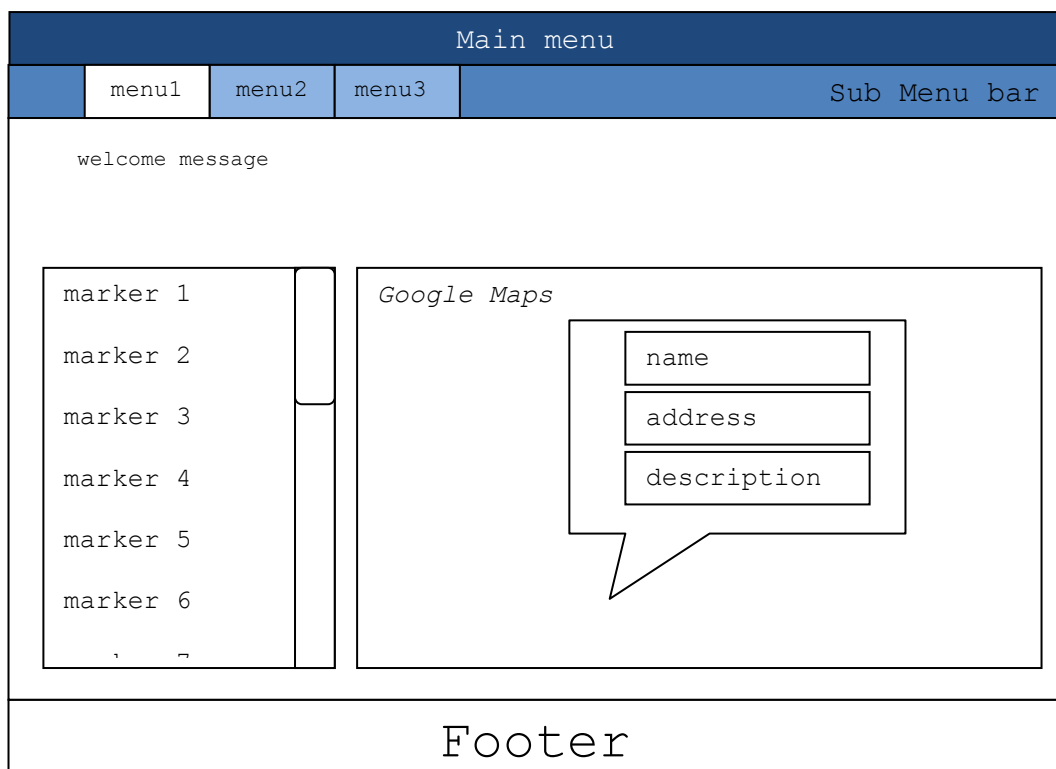 Main menu
menu1 menu2 menu3 Sub Menu bar
welcome message
marker 1
marker 2
marker 3
marker 4
marker 5
marker 6
Google Maps
name
address
description
Footer